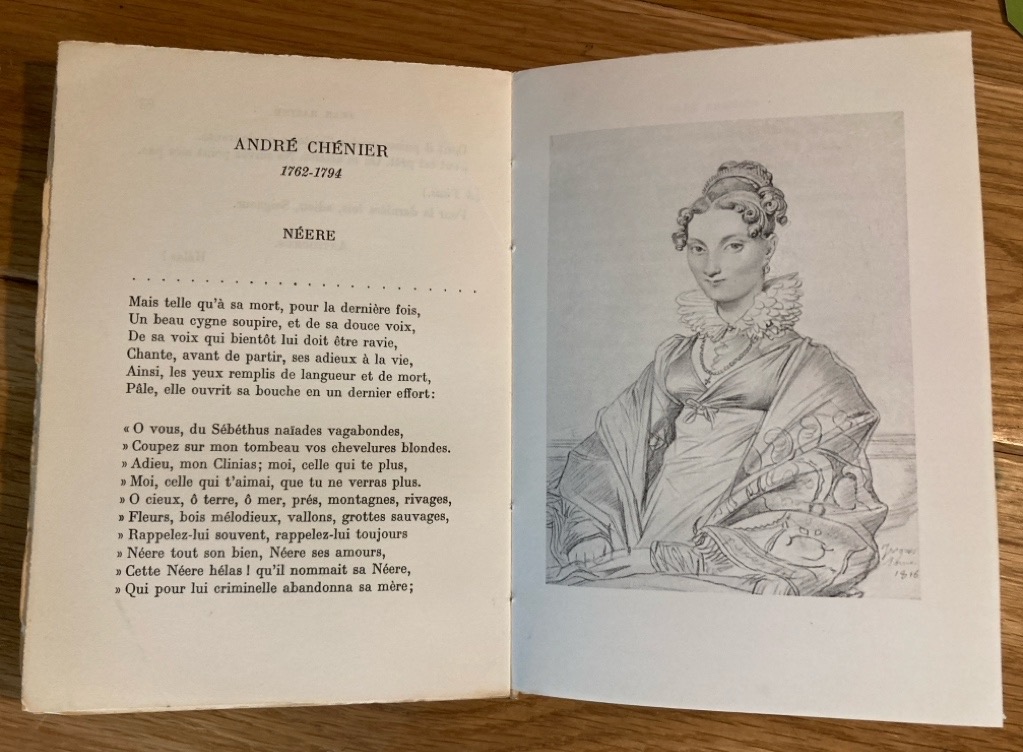 ANDRÉ CHÉNIER
1762-1794
NÉERE
. . . . . . . . . . . . . . . . . . . . . . . . . . .
Mais telle qu'à sa mort, pour la dernière fois,
Un beau cygne soupire, et de sa douce voix,
De sa voix qui bientôt lui doit être ravie,
Chante, avant de partir, ses adieux à la vie,
Ainsi, les yeux remplis de langueur et de mort,
Pâle, elle ouvrit sa bouche en un dernier effort:
« O vous, du Sébéthus naïades vagabondes,
» Coupez sur mon tombeau vos chevelures blondes.
» Adieu, mon Clinias; moi, celle qui te plus,
» Moi, celle qui t'aimai, que tu ne verras plus.
» O cieux, ô terre, ô mer, prés, montagnes, rivages,
» Fleurs, bois mélodieux, vallons, grottes sauvages,
» Rappelez-lui souvent, rappelez-lui toujours
» Néere tout son bien, Néere ses amours,
» Cette Néere hélas! qu'il nommait sa Néere,
» Qui pour lui criminelle abandonna sa mère;
1816